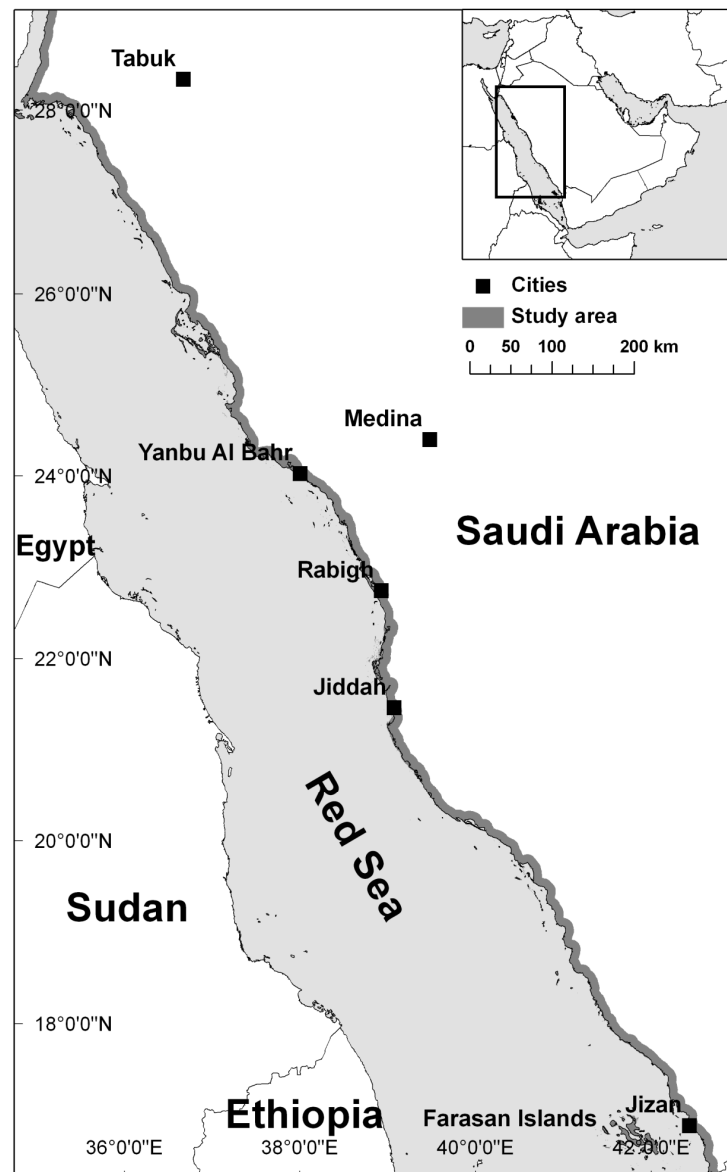 Tabuk
28°0'0"N
Cities
Study area
0 50 100 200 km
26°0'0"N
Medina
Yanbu Al Bahr
24°0'0"N
Saudi Arabia
Egypt
Rabigh
22°0'0"N
Jiddah
Red Sea
20°0'0"N
Sudan
18°0'0"N
Ethiopia
Farasan Islands
Jizan
36°0'0"E 38°0'0"E 40°0'0"E 42°0'0"E